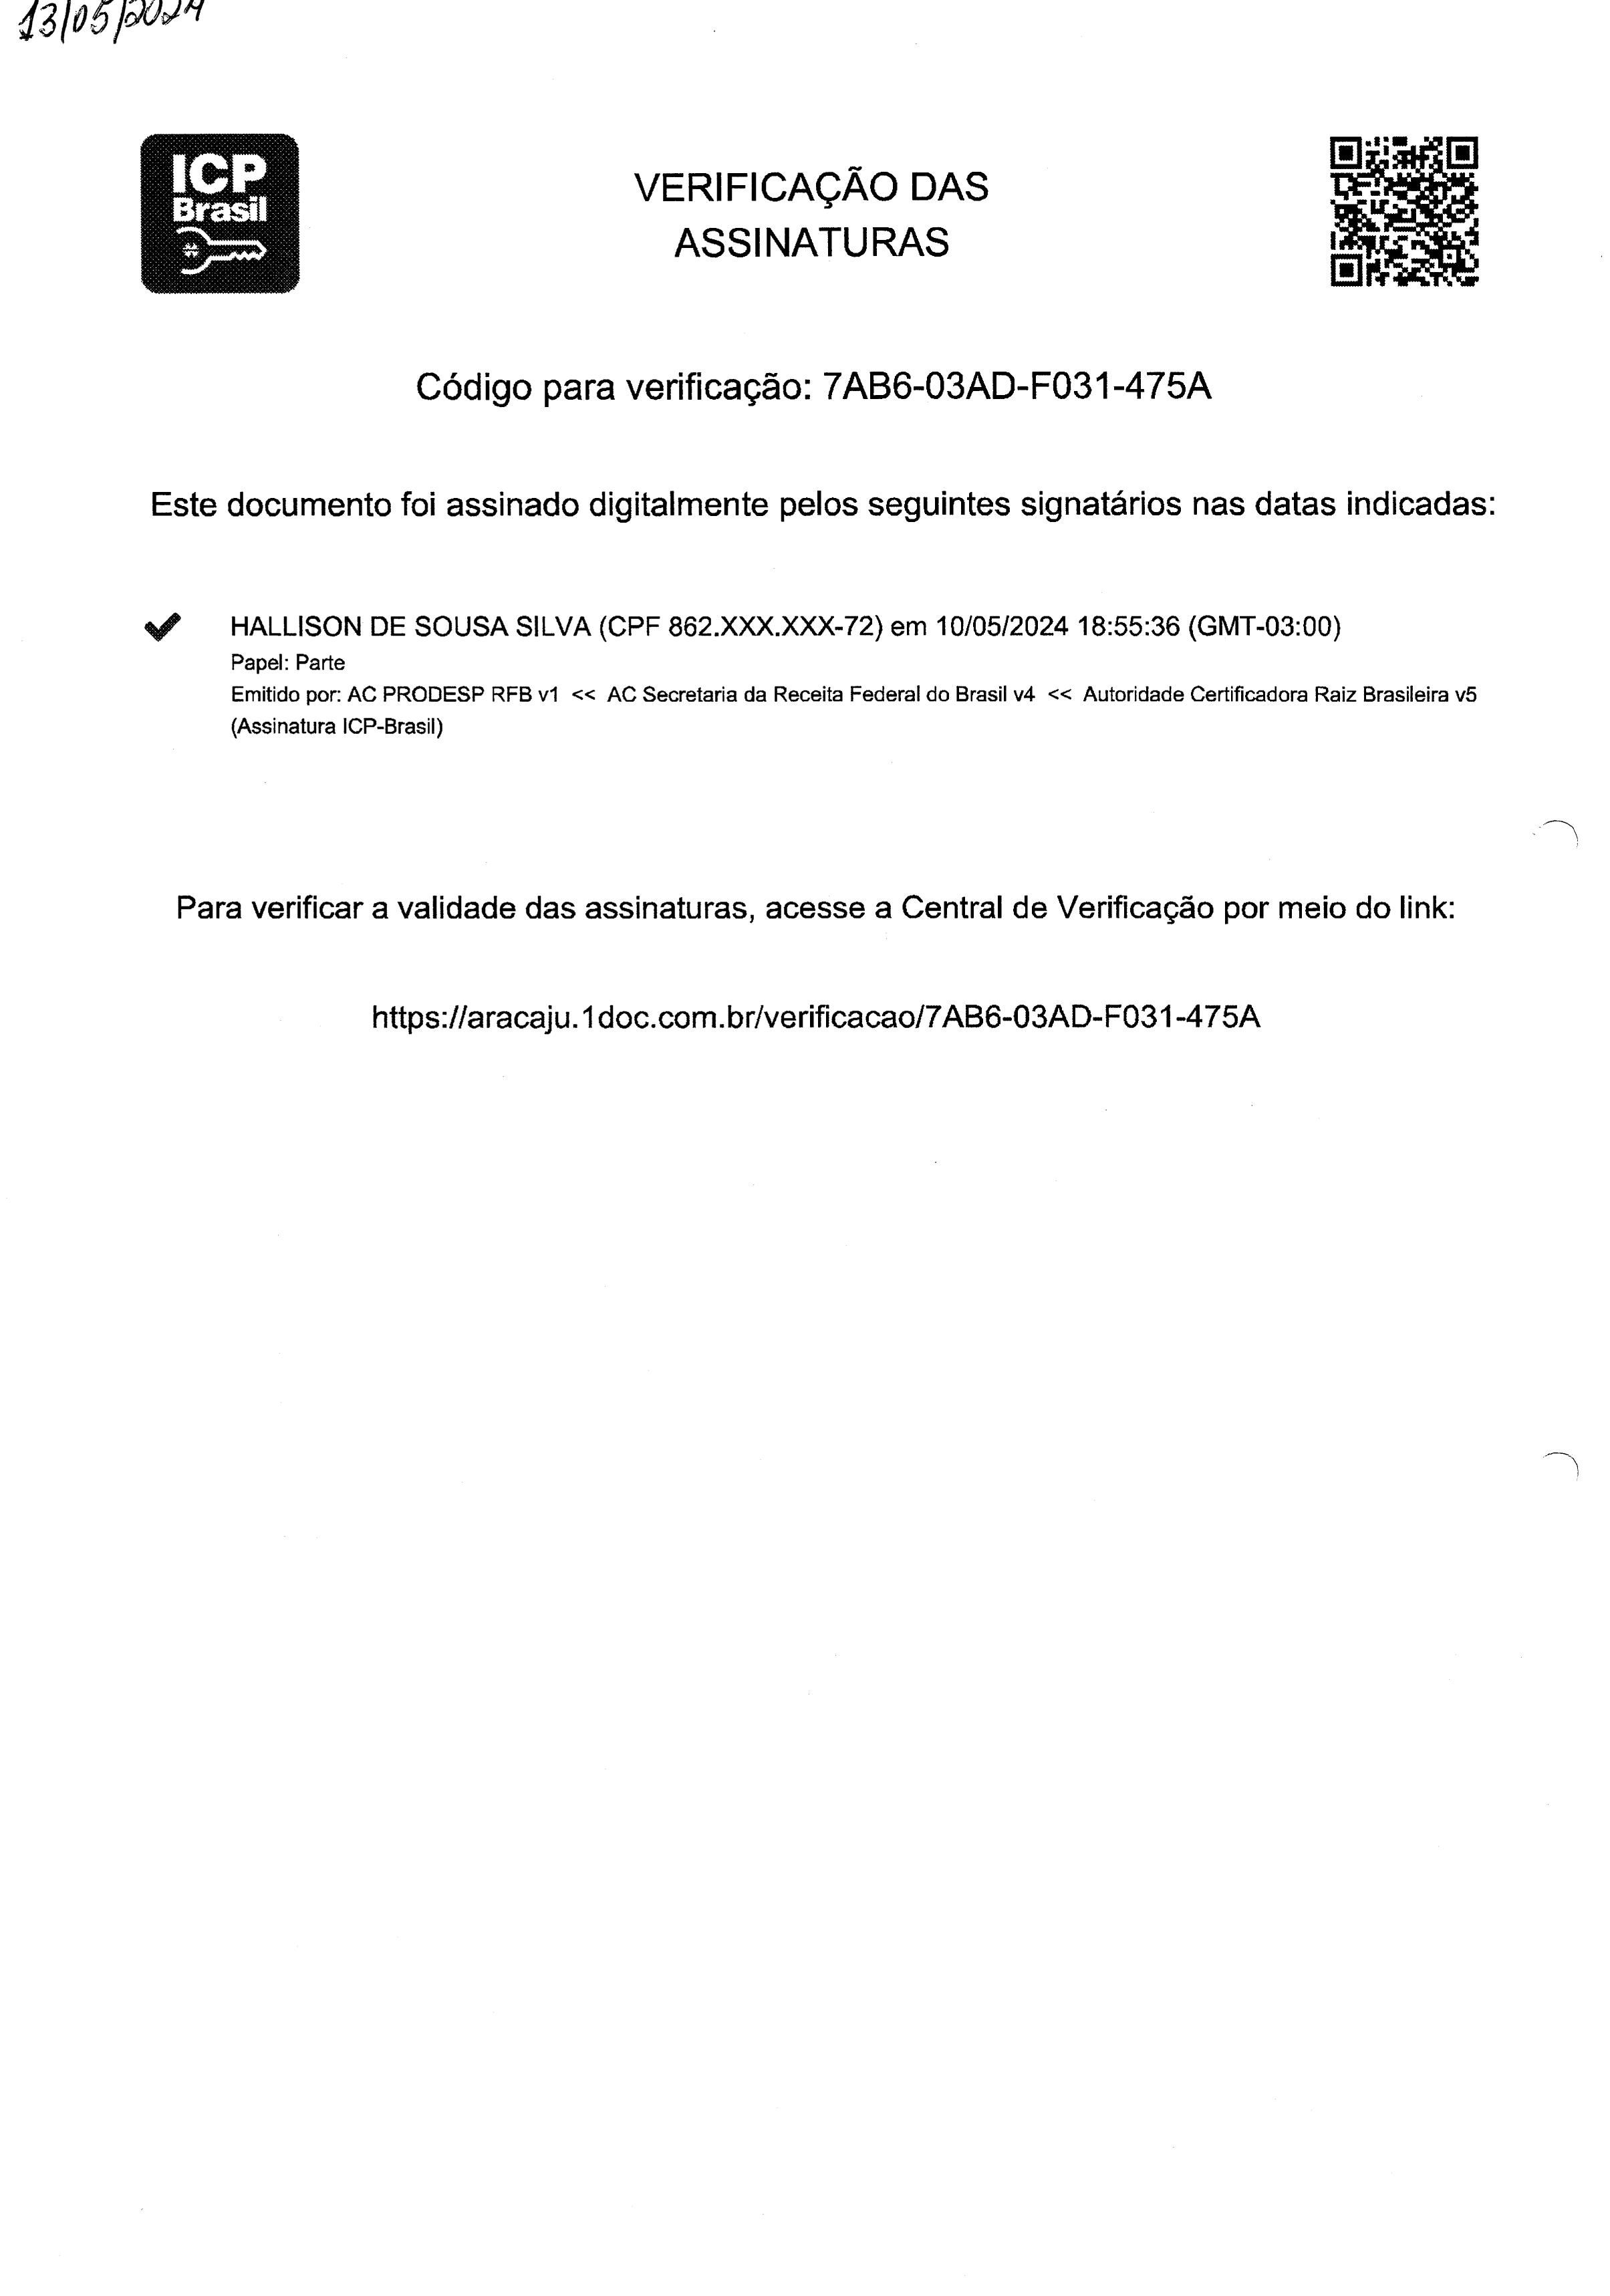 13/05/2024
ICP
Brasil
VERIFICAÇÃO DAS
ASSINATURAS
Código para verificação: 7AB6-03AD-F031-475A
Este documento foi assinado digitalmente pelos seguintes signatários nas datas indicadas:
HALLISON DE SOUSA SILVA (CPF 862.XXX.XXX-72) em 10/05/2024 18:55:36 (GMT-03:00)
Papel: Parte
Emitido por: AC PRODESP RFB v1 << AC Secretaria da Receita Federal do Brasil v4 << Autoridade Certificadora Raiz Brasileira v5
(Assinatura ICP-Brasil)
Para verificar a validade das assinaturas, acesse a Central de Verificação por meio do link:
https://aracaju.1doc.com.br/verificacao/7AB6-03AD-F031-475A